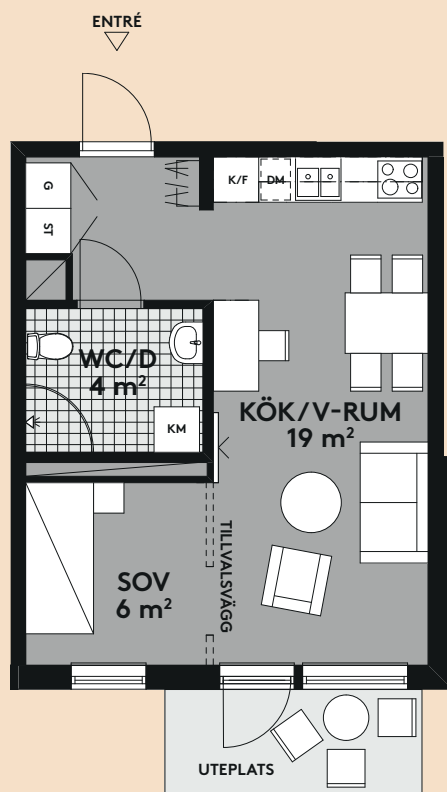 ENTRÉ
G
ST
K/F
DM
WC/D
4 m²
KM
KÖK/V-RUM
19 m²
SOV
6 m²
TILLVALSVÄGG
UTEPLATS